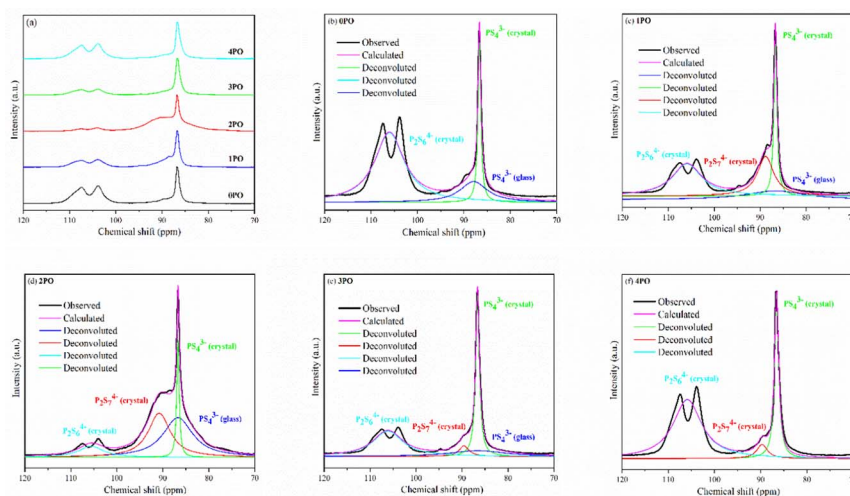 (a)
4PO
3PO
2PO
1PO
0PO
Intensity (a.u.)
120 110 100 90 80 70
Chemical shift (ppm)
(b) 0PO
PS₄³⁻ (crystal)
Observed
Calculated
Deconvoluted
Deconvoluted
Deconvoluted
P₂S₆⁴⁻ (crystal)
PS₄³⁻ (glass)
Intensity (a.u.)
120 110 100 90 80 70
Chemical shift (ppm)
(c) 1PO
PS₄³⁻ (crystal)
Observed
Calculated
Deconvoluted
Deconvoluted
Deconvoluted
Deconvoluted
P₂S₆⁴⁻ (crystal)
P₂S₇⁴⁻ (crystal)
PS₄³⁻ (glass)
Intensity (a.u.)
120 110 100 90 80 70
Chemical shift (ppm)
(d) 2PO
Observed
Calculated
Deconvoluted
Deconvoluted
Deconvoluted
Deconvoluted
PS₄³⁻ (crystal)
P₂S₇⁴⁻ (crystal)
PS₄³⁻ (glass)
P₂S₆⁴⁻ (crystal)
Intensity (a.u.)
120 110 100 90 80 70
Chemical shift (ppm)
(e) 3PO
PS₄³⁻ (crystal)
Observed
Calculated
Deconvoluted
Deconvoluted
Deconvoluted
Deconvoluted
P₂S₆⁴⁻ (crystal)
P₂S₇⁴⁻ (crystal)
PS₄³⁻ (glass)
Intensity (a.u.)
120 110 100 90 80 70
Chemical shift (ppm)
(f) 4PO
PS₄³⁻ (crystal)
Observed
Calculated
Deconvoluted
Deconvoluted
Deconvoluted
P₂S₆⁴⁻ (crystal)
P₂S₇⁴⁻ (crystal)
Intensity (a.u.)
120 110 100 90 80 70
Chemical shift (ppm)